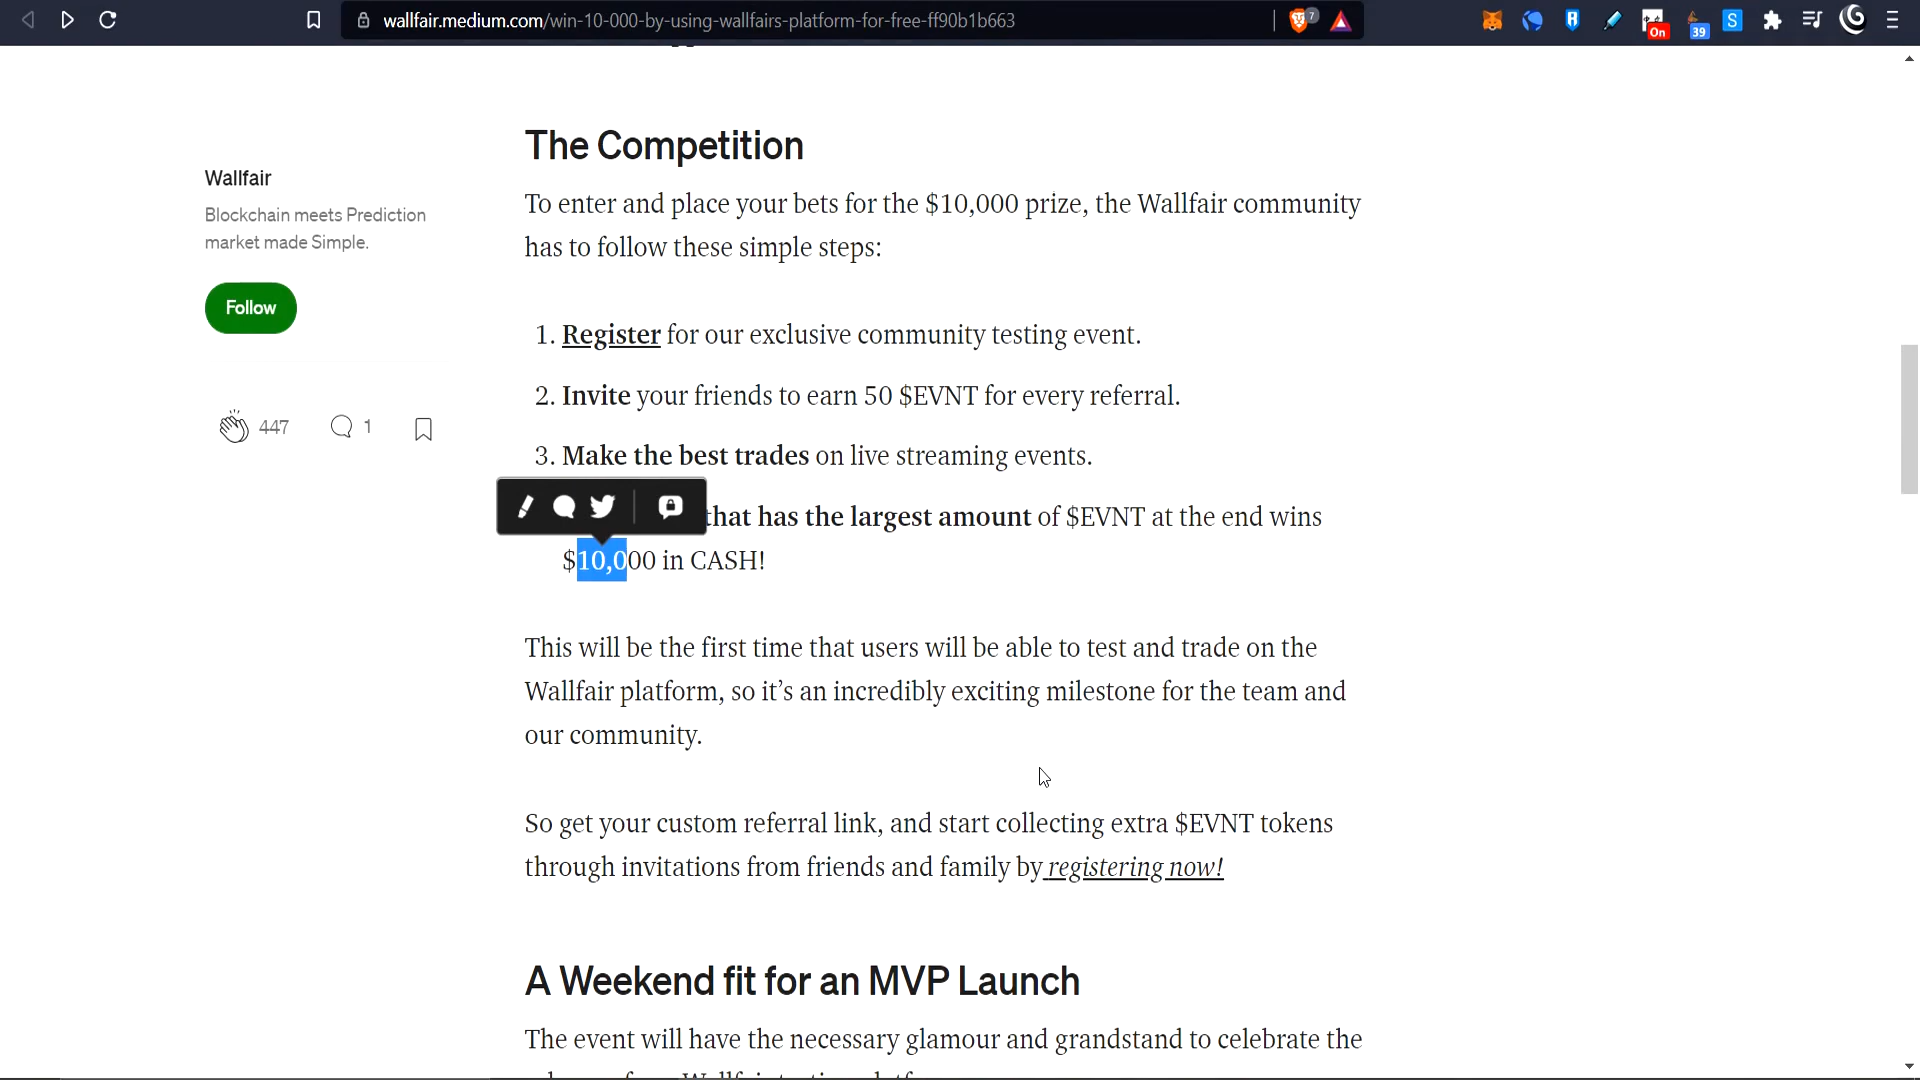 wallfair.medium.com/win-10-000-by-using-wallfairs-platform-for-free-ff90b1b663
7
On
39
S
The Competition
Wallfair
Blockchain meets Prediction
market made Simple.
Follow
447
1
To enter and place your bets for the $10,000 prize, the Wallfair community
has to follow these simple steps:
1. Register for our exclusive community testing event.
2. Invite your friends to earn 50 $EVNT for every referral.
3. Make the best trades on live streaming events.
that has the largest amount of $EVNT at the end wins
$10,000 in CASH!
This will be the first time that users will be able to test and trade on the
Wallfair platform, so it’s an incredibly exciting milestone for the team and
our community.
So get your custom referral link, and start collecting extra $EVNT tokens
through invitations from friends and family by registering now!
A Weekend fit for an MVP Launch
The event will have the necessary glamour and grandstand to celebrate the